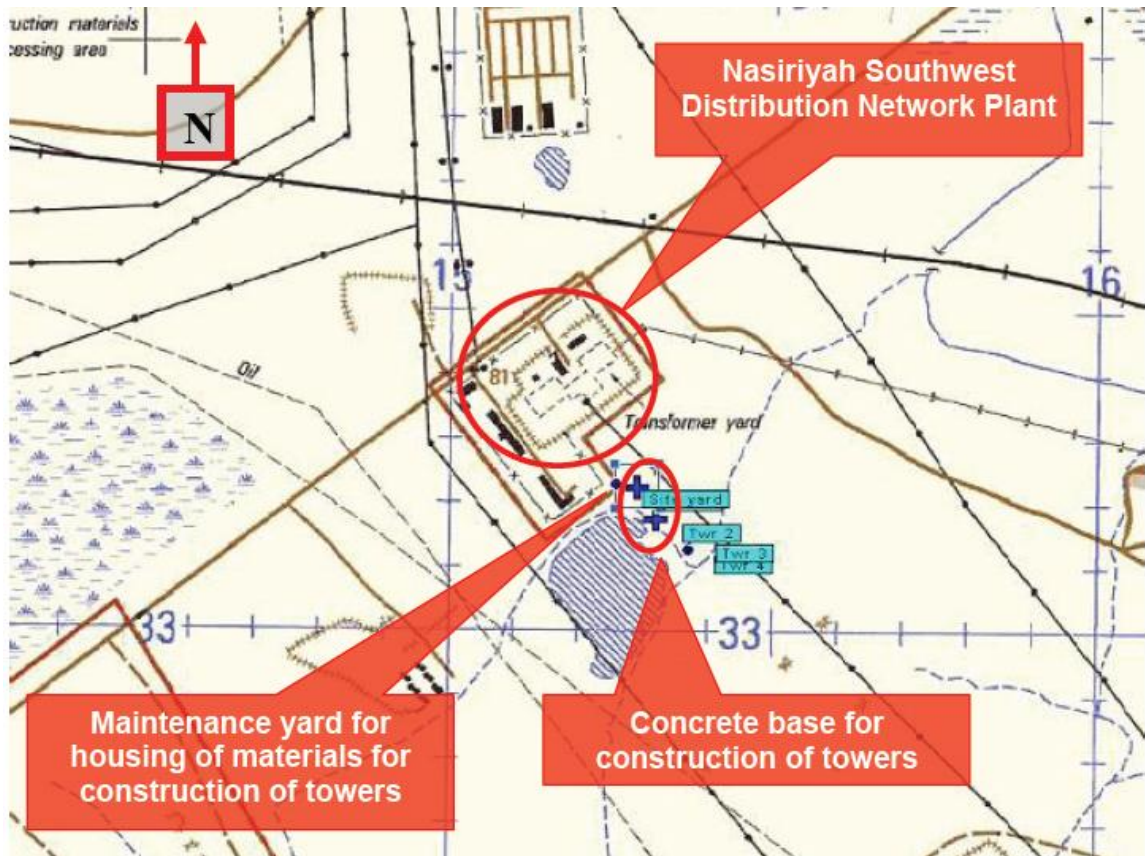 ruction materials
cessing area
N
Nasiriyah Southwest
Distribution Network Plant
15
16
Oil
81
Transformer yard
Site yard
Twr 2
Twr 3
Twr 4
33
33
Maintenance yard for
housing of materials for
construction of towers
Concrete base for
construction of towers